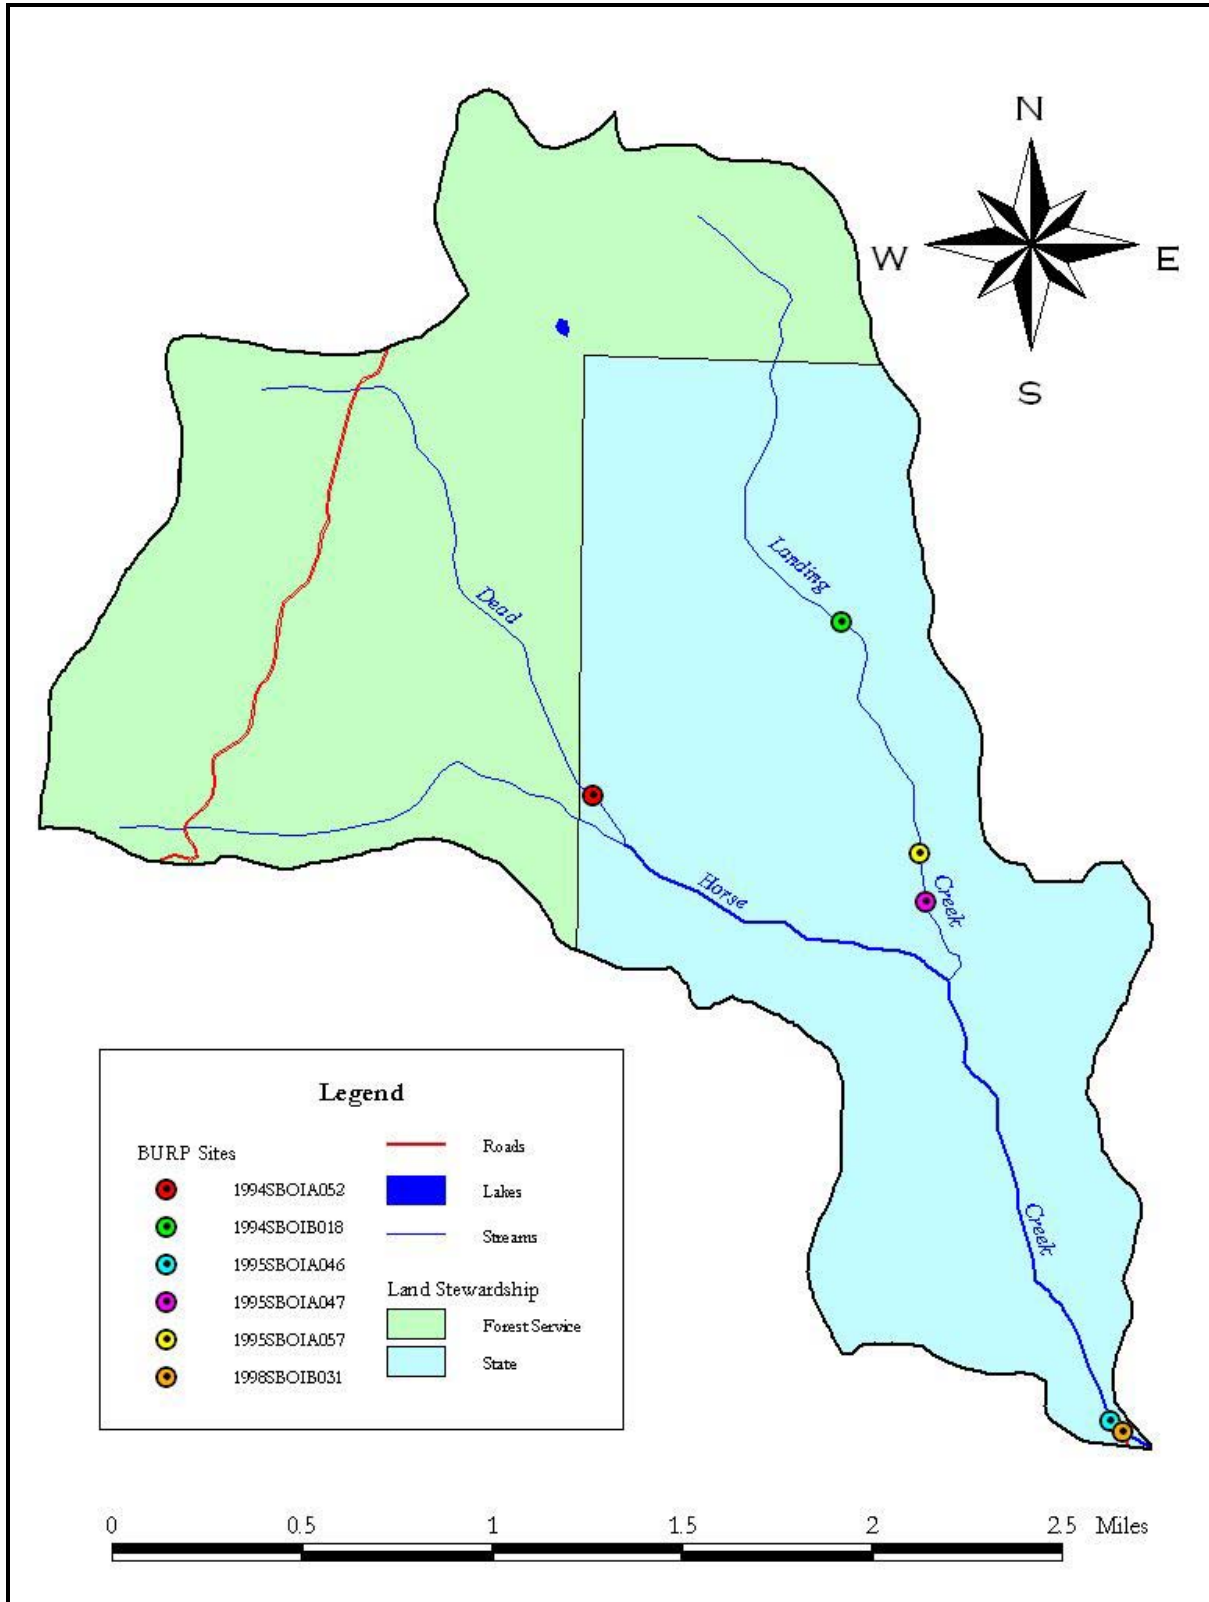 N
W
E
S
Landing
Dead
Horse
Creek
Creek
Legend
BURP Sites
1994SBOIA052
1994SBOIB018
1995SBOIA046
1995SBOIA047
1995SBOIA057
1998SBOIB031
Roads
Lakes
Streams
Land Stewardship
Forest Service
State
0 0.5 1 1.5 2 2.5 Miles